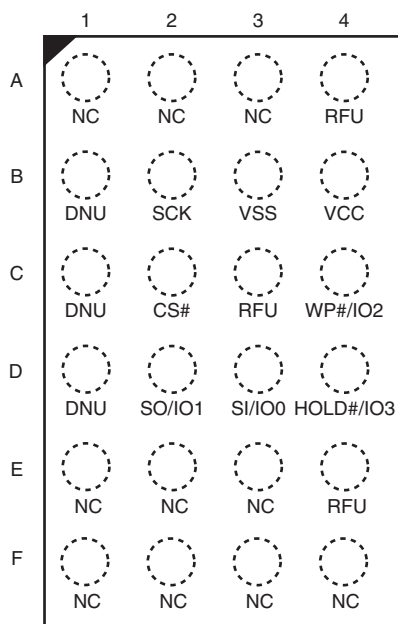 1 2 3 4
A
NC NC NC RFU
B
DNU SCK VSS VCC
C
DNU CS# RFU WP#/IO2
D
DNU SO/IO1 SI/IO0 HOLD#/IO3
E
NC NC NC RFU
F
NC NC NC NC